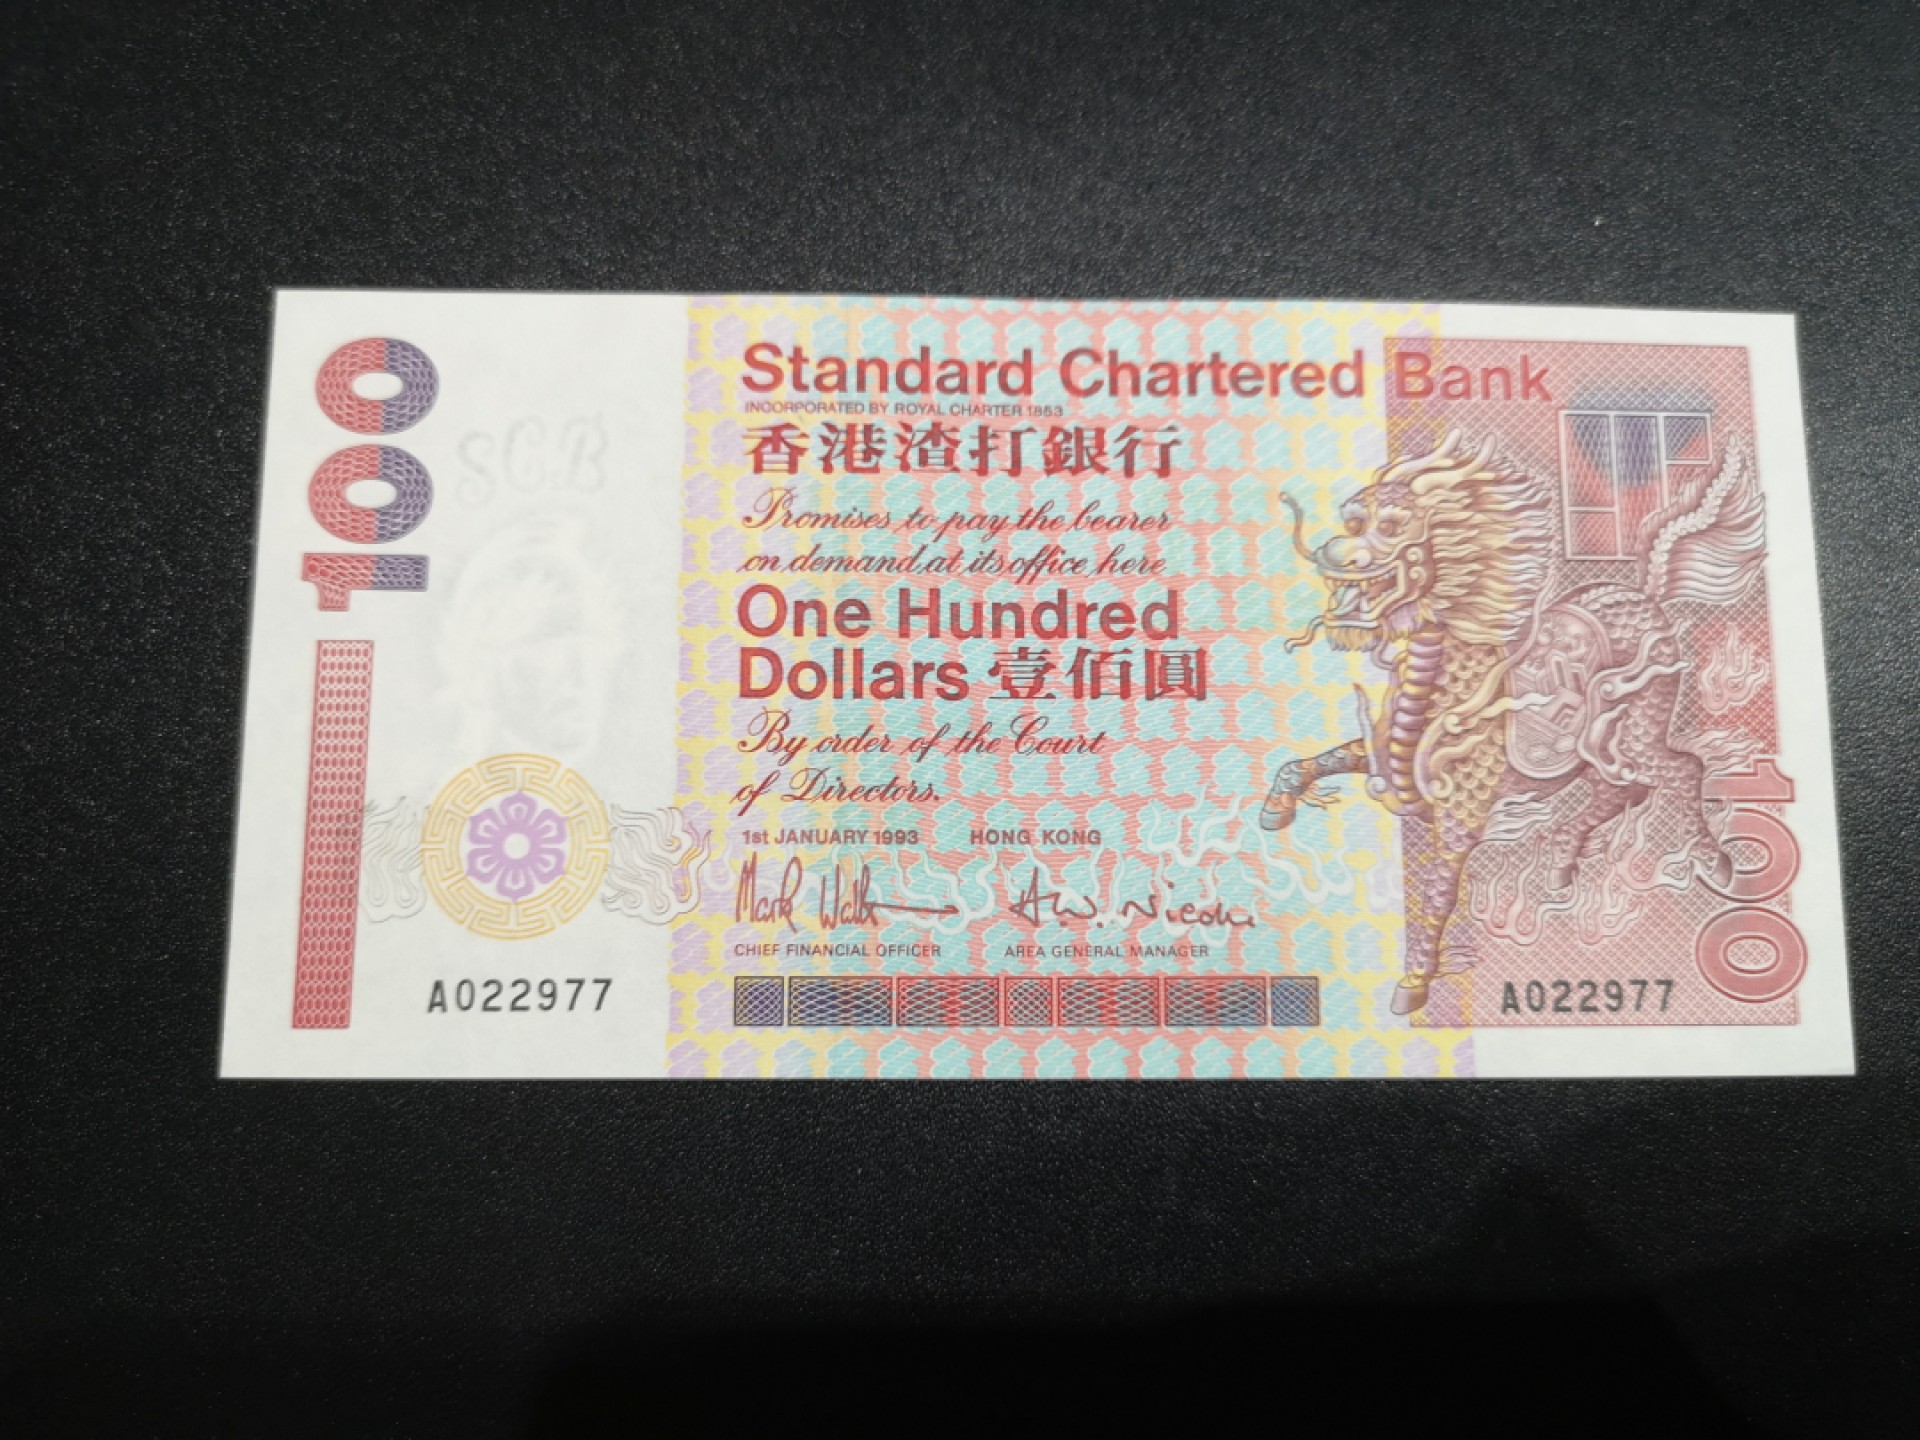 100
SCB
Standard Chartered Bank
INCORPORATED BY ROYAL CHARTER 1853
香港渣打銀行
Promises to pay the bearer
on demand at its office here
One Hundred
Dollars 壹佰圓
By order of the Court
of Directors.
1st JANUARY 1993 HONG KONG
CHIEF FINANCIAL OFFICER AREA GENERAL MANAGER
A022977 A022977
100